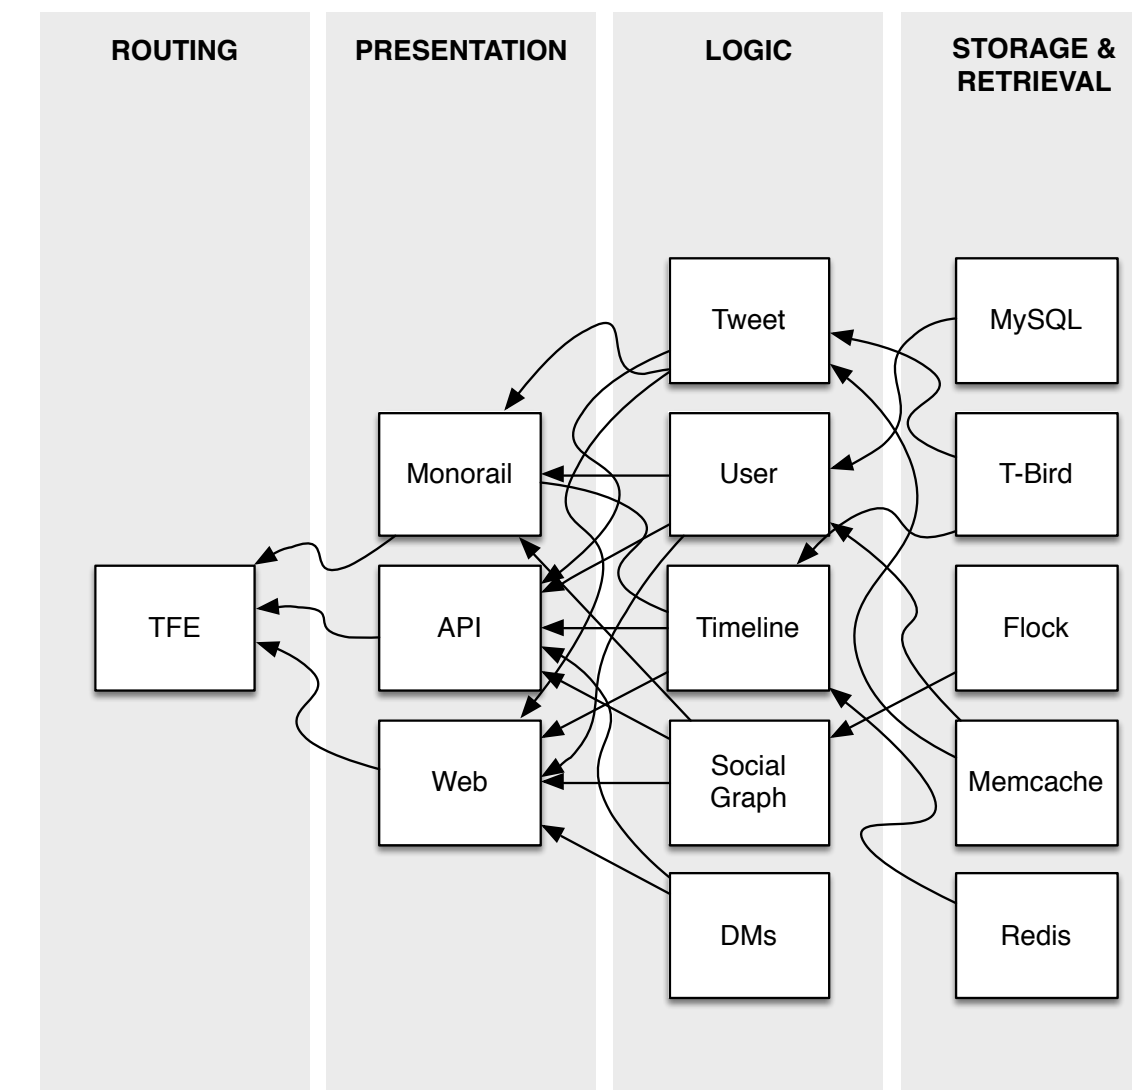 ROUTING
PRESENTATION
LOGIC
STORAGE &
RETRIEVAL
TFE
Monorail
API
Web
Tweet
User
Timeline
Social
Graph
DMs
MySQL
T-Bird
Flock
Memcache
Redis